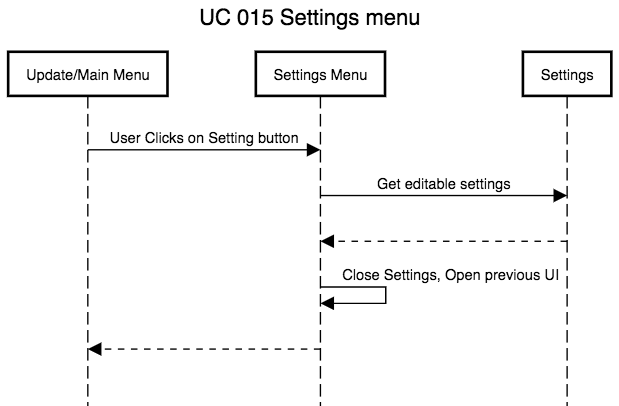 UC 015 Settings menu
Update/Main Menu
Settings Menu
Settings
User Clicks on Setting button
Get editable settings
Close Settings, Open previous UI